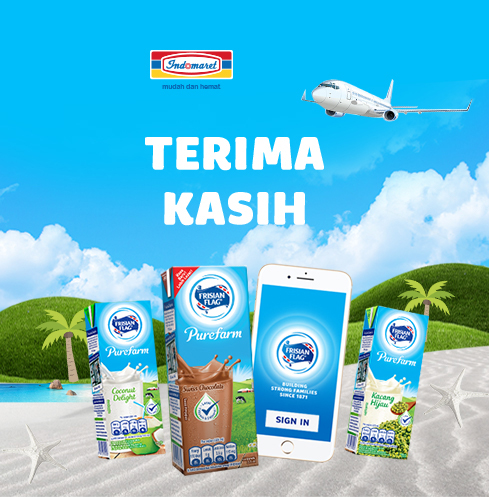 Indomaret
mudah dan hemat
TERIMA
KASIH
FRISIAN
FLAG
Purefarm
Coconut
Delight
FRISIAN
FLAG
Purefarm
Sweet Chocolate
FRISIAN
FLAG
BUILDING
STRONG FAMILIES
SINCE 1871
SIGN IN
FRISIAN
FLAG
Purefarm
Kacang
Hijau